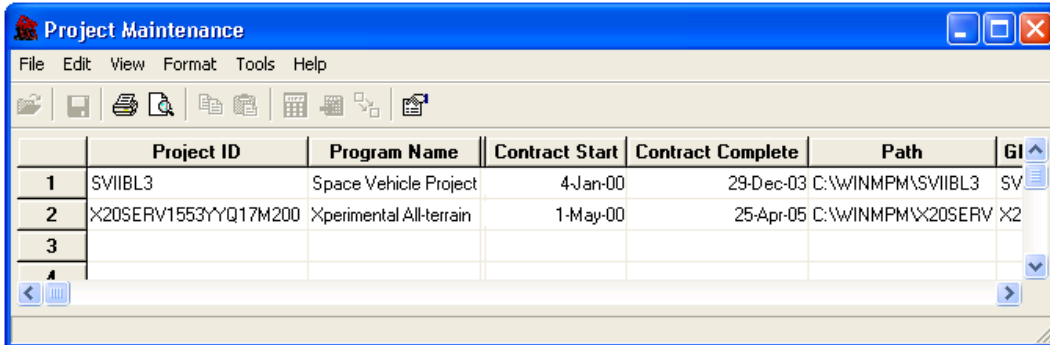 Project Maintenance
File Edit View Format Tools Help
Project ID Program Name Contract Start Contract Complete Path
1 SVIIBL3 Space Vehicle Project 4-Jan-00 29-Dec-03 C:\WINMPM\SVIIBL3 SV
2 X20SERV1553YYQ17M200 Xperimental All-terrain 1-May-00 25-Apr-05 C:\WINMPM\X20SERV X2
3
4